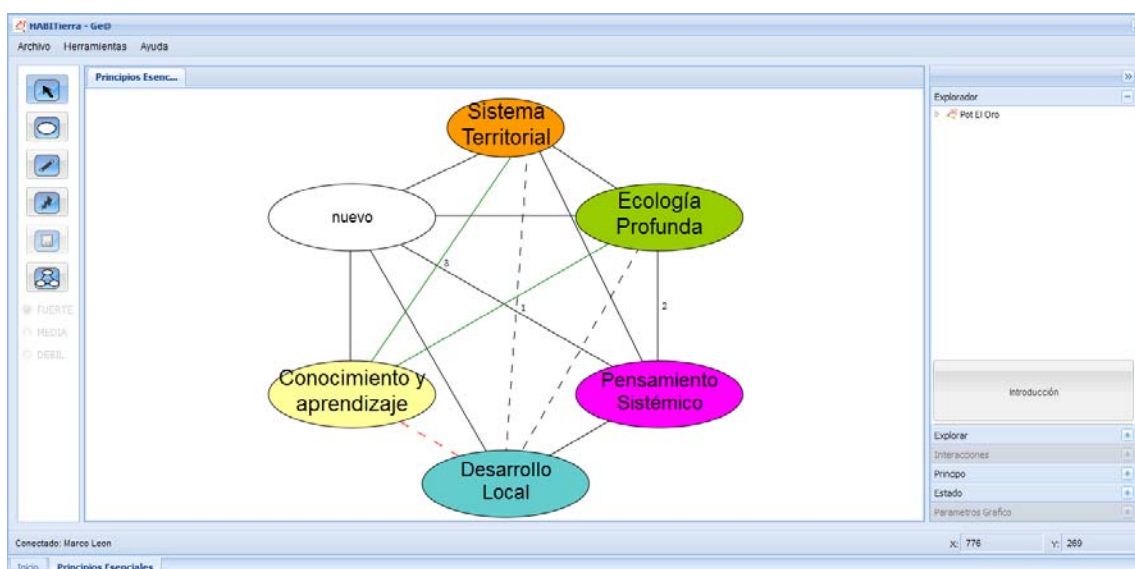 HABITierra - GeO
Archivo Herramientas Ayuda
Principios Esenc...
Explorador
Pot El Oro
Sistema
Territorial
Ecología
Profunda
nuevo
3
1
2
FUERTE
MEDIA
DEBIL
Conocimiento y
aprendizaje
Pensamiento
Sistémico
Desarrollo
Local
Introducción
Explorar
Interacciones
Principo
Estado
Parametros Grafico
Conectado: Marco Leon
X: 776 Y: 269
Inicio Principios Esenciales